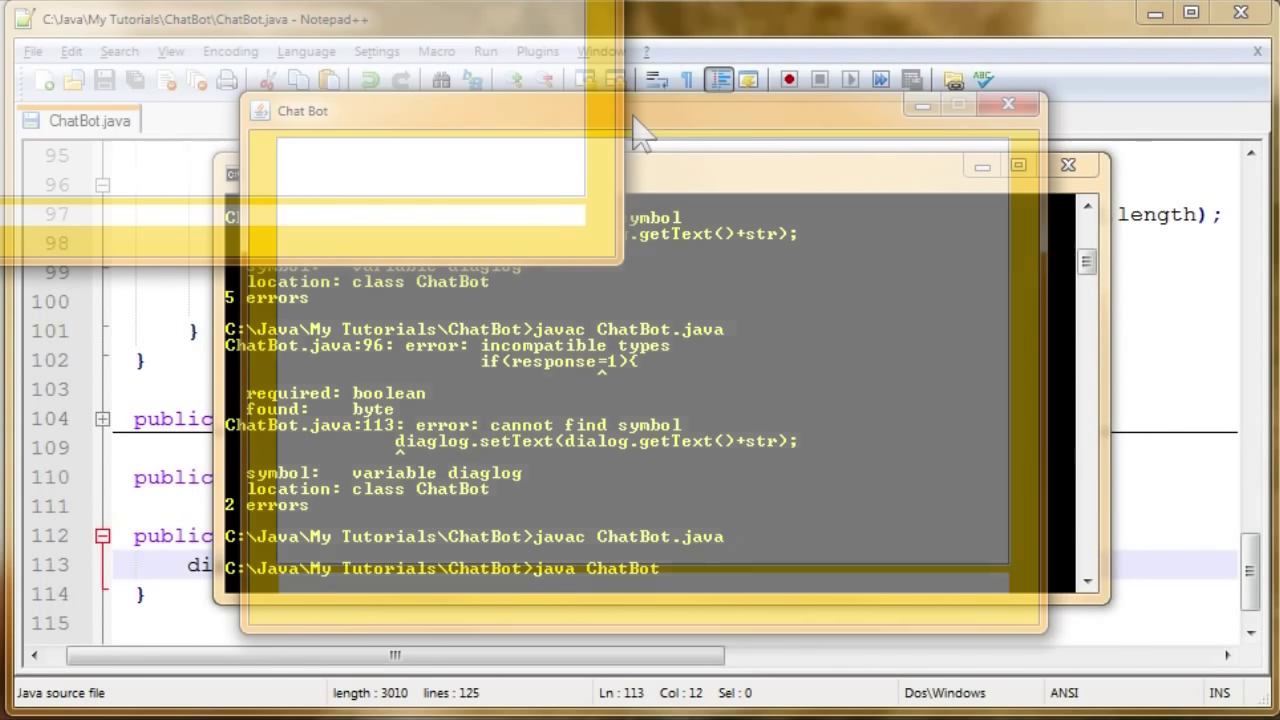 C:\Java\My Tutorials\ChatBot\ChatBot.java - Notepad++
File Edit Search View Encoding Language Settings Macro Run Plugins Window ? X
ChatBot.java
Chat Bot
95
96
97
length);
98
99
100
101 }
102 }
103
104 public
109
110 public
111
112 public
113 di
114 }
115
ymbol
.getText()+str);
symbol: variable diaglog
location: class ChatBot
5 errors
C:\Java\My Tutorials\ChatBot>javac ChatBot.java
ChatBot.java:96: error: incompatible types
if(response=1){
^
required: boolean
found: byte
ChatBot.java:113: error: cannot find symbol
diaglog.setText(dialog.getText()+str);
^
symbol: variable diaglog
location: class ChatBot
2 errors
C:\Java\My Tutorials\ChatBot>javac ChatBot.java
C:\Java\My Tutorials\ChatBot>java ChatBot
Java source file length : 3010 lines : 125 Ln : 113 Col : 12 Sel : 0 Dos\Windows ANSI INS